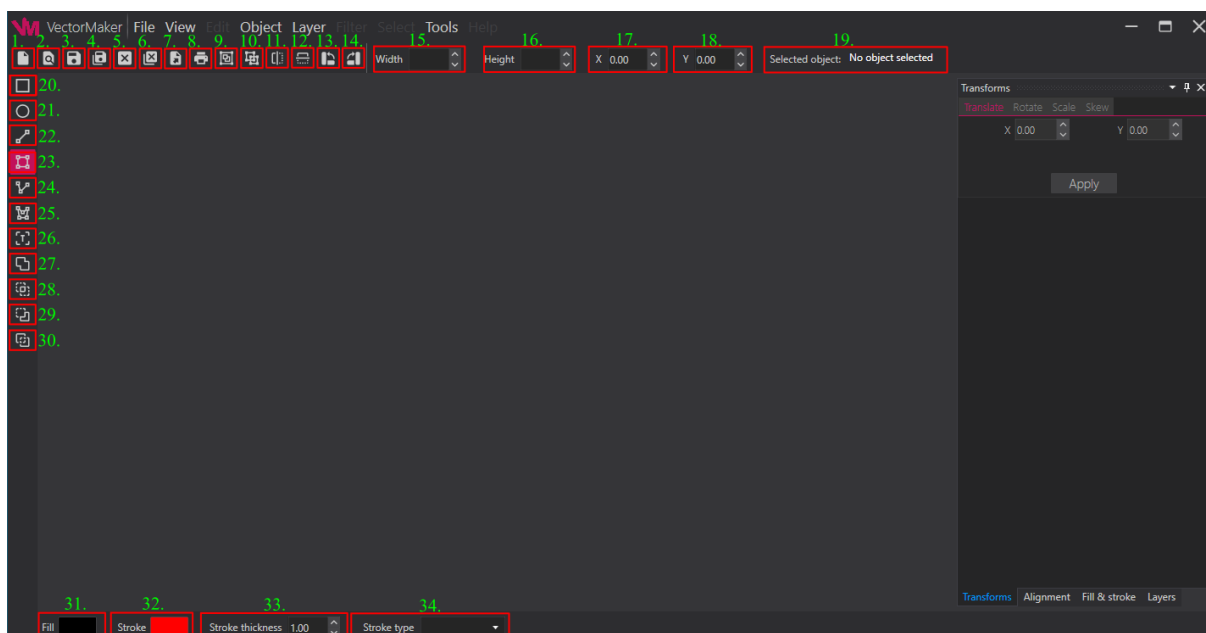 VectorMaker File View Edit Object Layer Filter Select Tools Help
1. 2. 3. 4. 5. 6. 7. 8. 9. 10. 11. 12. 13. 14. 15. 16. 17. 18. 19.
Width Height X 0.00 Y 0.00 Selected object: No object selected
20.
21.
22.
23.
24.
25.
26.
27.
28.
29.
30.
Transforms
Translate Rotate Scale Skew
X 0.00 Y 0.00
Apply
Transforms Alignment Fill & stroke Layers
31. 32. 33. 34.
Fill Stroke Stroke thickness 1.00 Stroke type